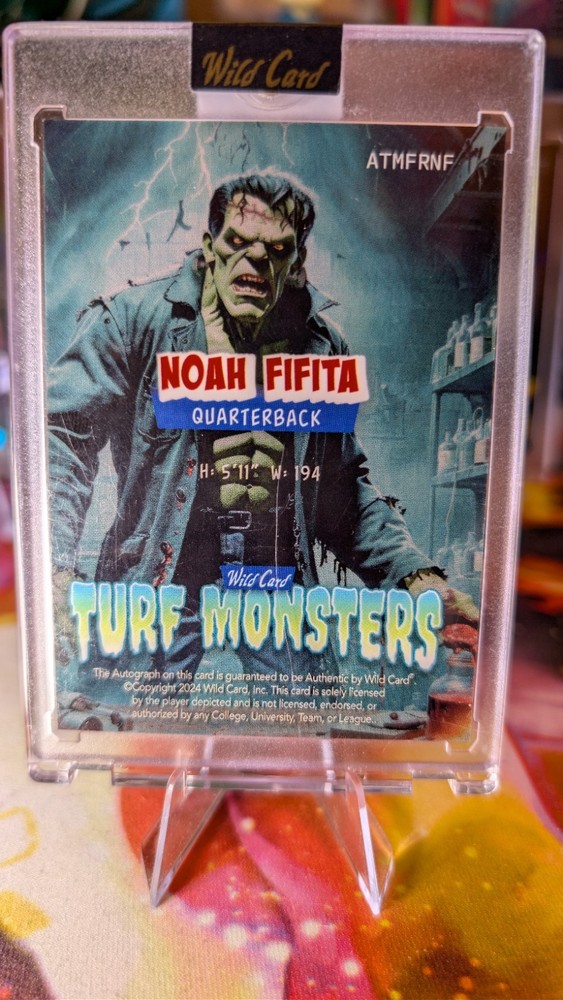 Wild Card
ATMFRNF
NOAH FIFITA
QUARTERBACK
H: 5'11" W: 194
Wild Card
TURF MONSTERS
The Autograph on this card is guaranteed to be Authentic by Wild Card®.
©Copyright 2024 Wild Card, Inc. This card is solely licensed
by the player depicted and is not licensed, endorsed, or
authorized by any College, University, Team, or League.